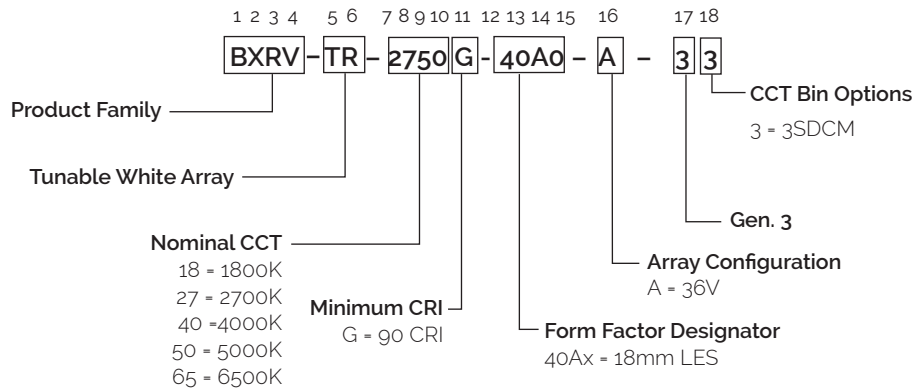 1 2 3 4 5 6 7 8 9 10 11 12 13 14 15 16 17 18
BXRV – TR – 2750 G - 40A0 – A – 3 3
Product Family
CCT Bin Options
3 = 3SDCM
Tunable White Array
Gen. 3
Nominal CCT
18 = 1800K
27 = 2700K
40 =4000K
50 = 5000K
65 = 6500K
Array Configuration
A = 36V
Minimum CRI
G = 90 CRI
Form Factor Designator
40Ax = 18mm LES